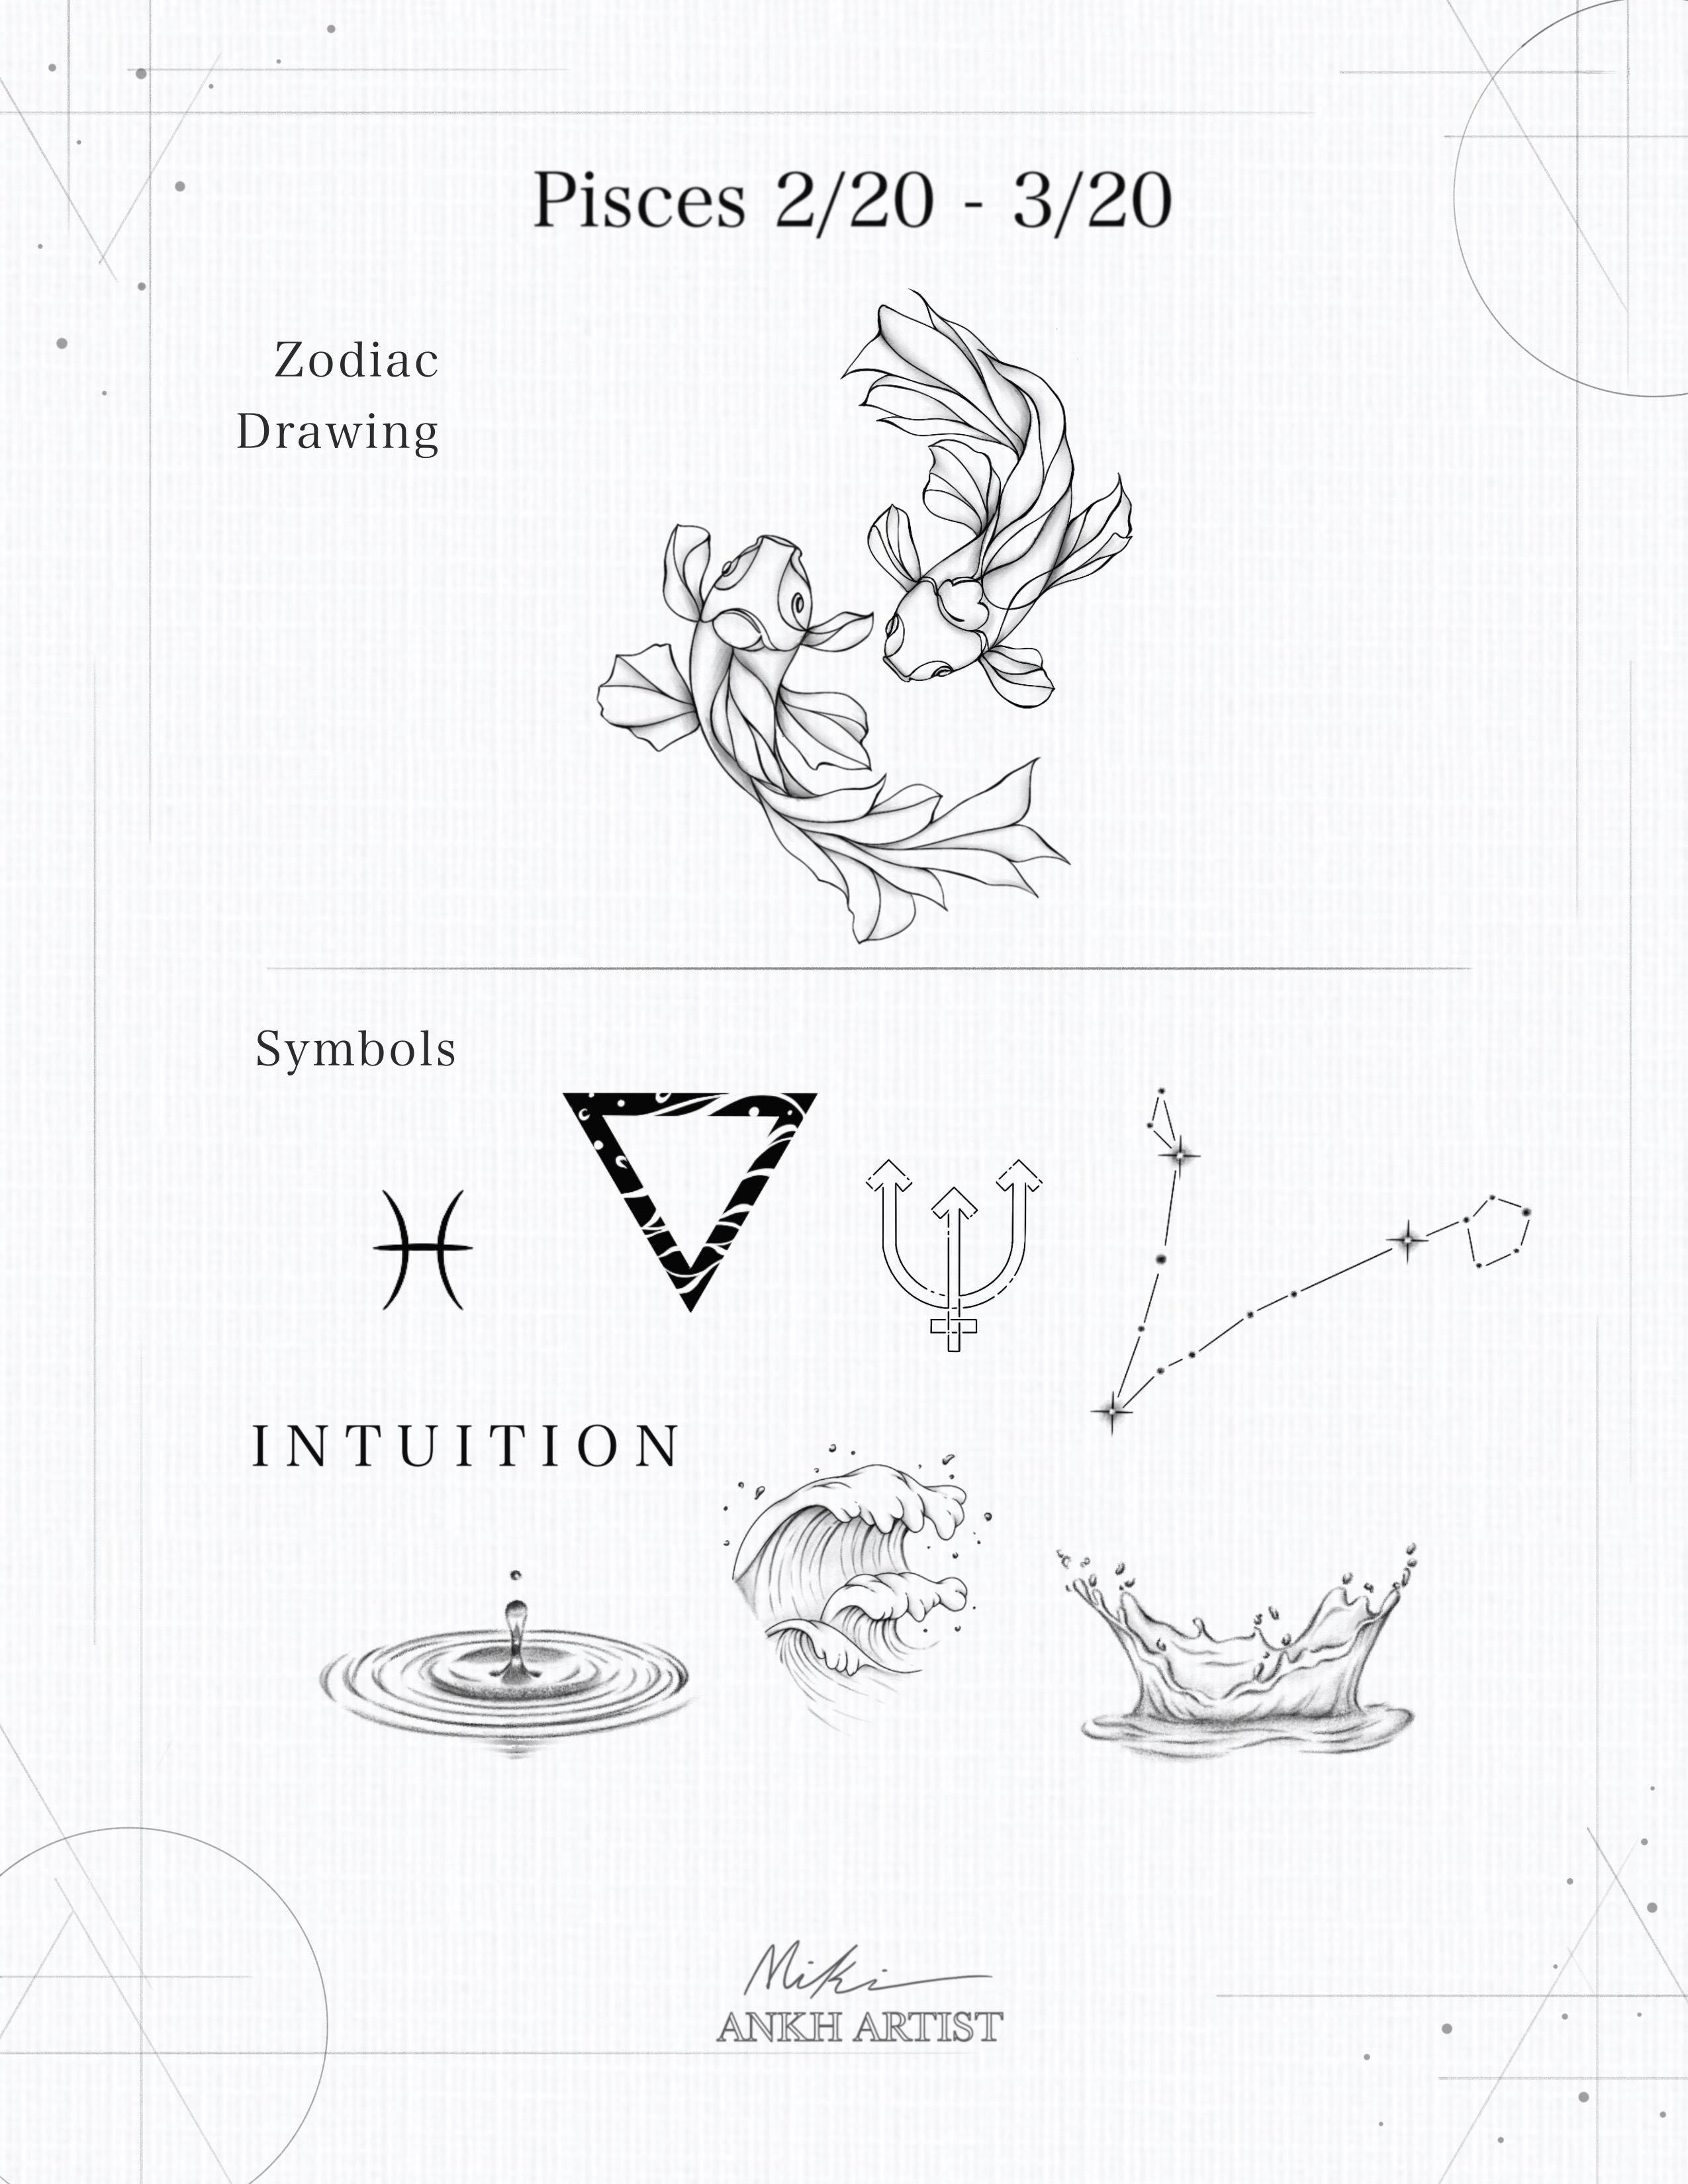 Pisces 2/20 - 3/20
Zodiac
Drawing
Symbols
INTUITION
Miki
ANKH ARTIST